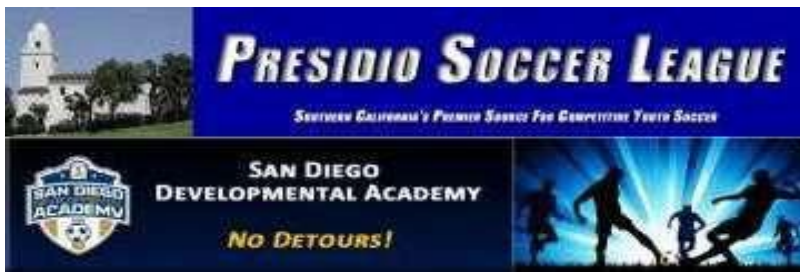 PRESIDIO SOCCER LEAGUE
SOUTHERN CALIFORNIA'S PREMIER SOURCE FOR COMPETITIVE YOUTH SOCCER
SAN DIEGO
ACADEMY
SAN DIEGO
DEVELOPMENTAL ACADEMY
NO DETOURS!